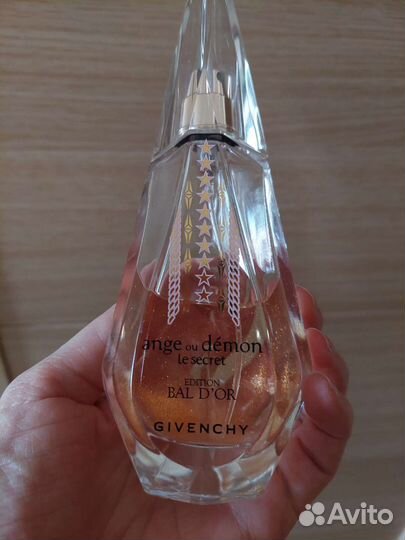 ange ou démon
le secret
EDITION
BAL D'OR
GIVENCHY
Avito